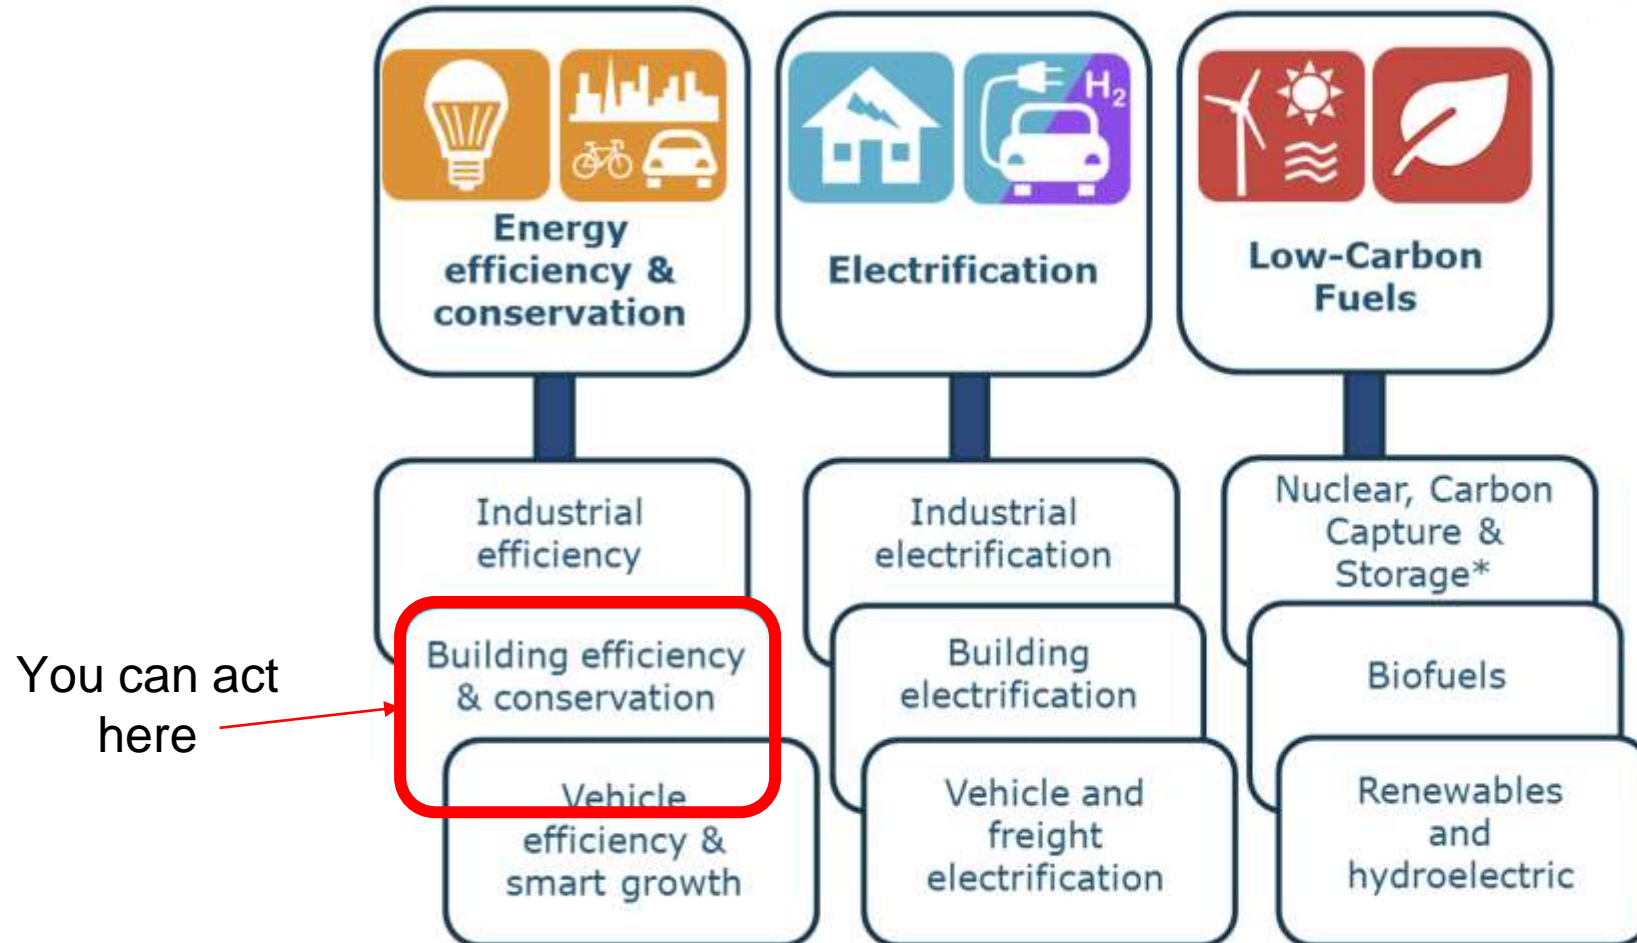 H2
Energy
efficiency &
conservation
Electrification
Low-Carbon
Fuels
Industrial
efficiency
Building efficiency
& conservation
Vehicle
efficiency &
smart growth
Industrial
electrification
Building
electrification
Vehicle and
freight
electrification
Nuclear, Carbon
Capture &
Storage*
Biofuels
Renewables
and
hydroelectric
You can act
here